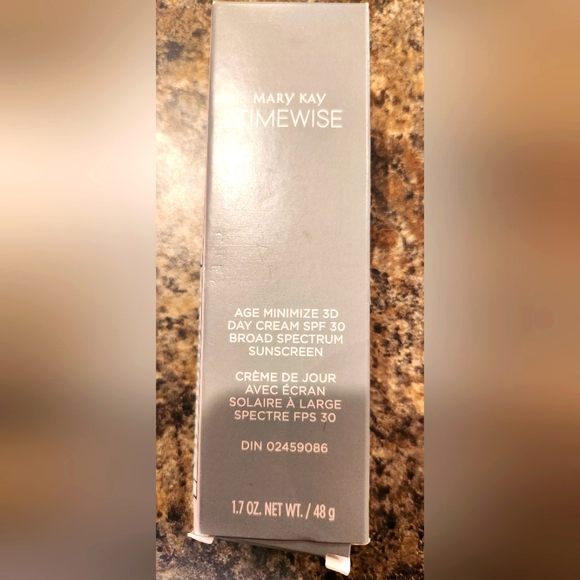 MARY KAY
TIMEWISE
AGE MINIMIZE 3D
DAY CREAM SPF 30
BROAD SPECTRUM
SUNSCREEN
CRÈME DE JOUR
AVEC ÉCRAN
SOLAIRE À LARGE
SPECTRE FPS 30
DIN 02459086
1.7 OZ. NET WT. / 48 g